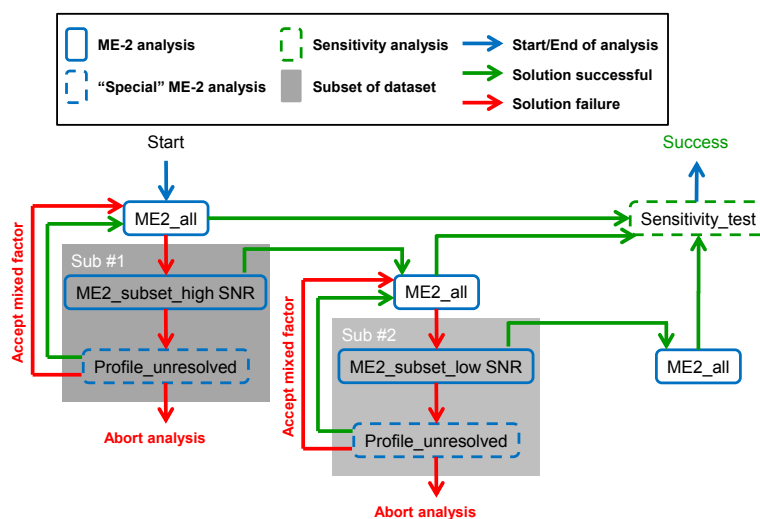 ME-2 analysis
Sensitivity analysis
Start/End of analysis
“Special” ME-2 analysis
Subset of dataset
Solution successful
Solution failure
Start
Success
Accept mixed factor
ME2_all
Sensitivity_test
Sub #1
ME2_subset_high SNR
ME2_all
Accept mixed factor
Sub #2
Profile_unresolved
ME2_subset_low SNR
ME2_all
Abort analysis
Profile_unresolved
Abort analysis